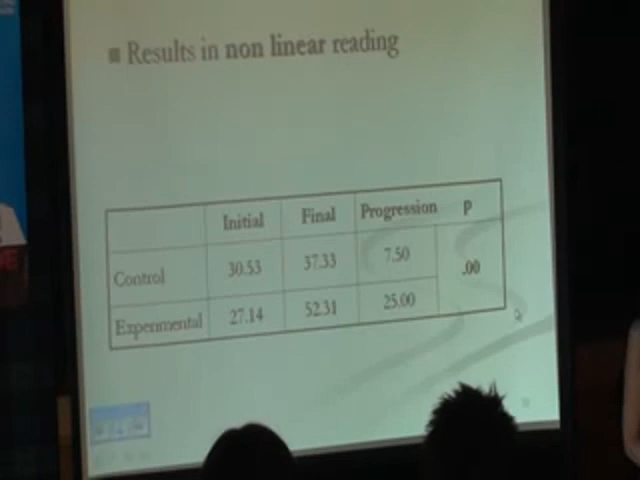 ■ Results in non linear reading
Initial Final Progression p
Control 30.53 37.33 7.50 .00
Experimental 27.14 52.31 25.00